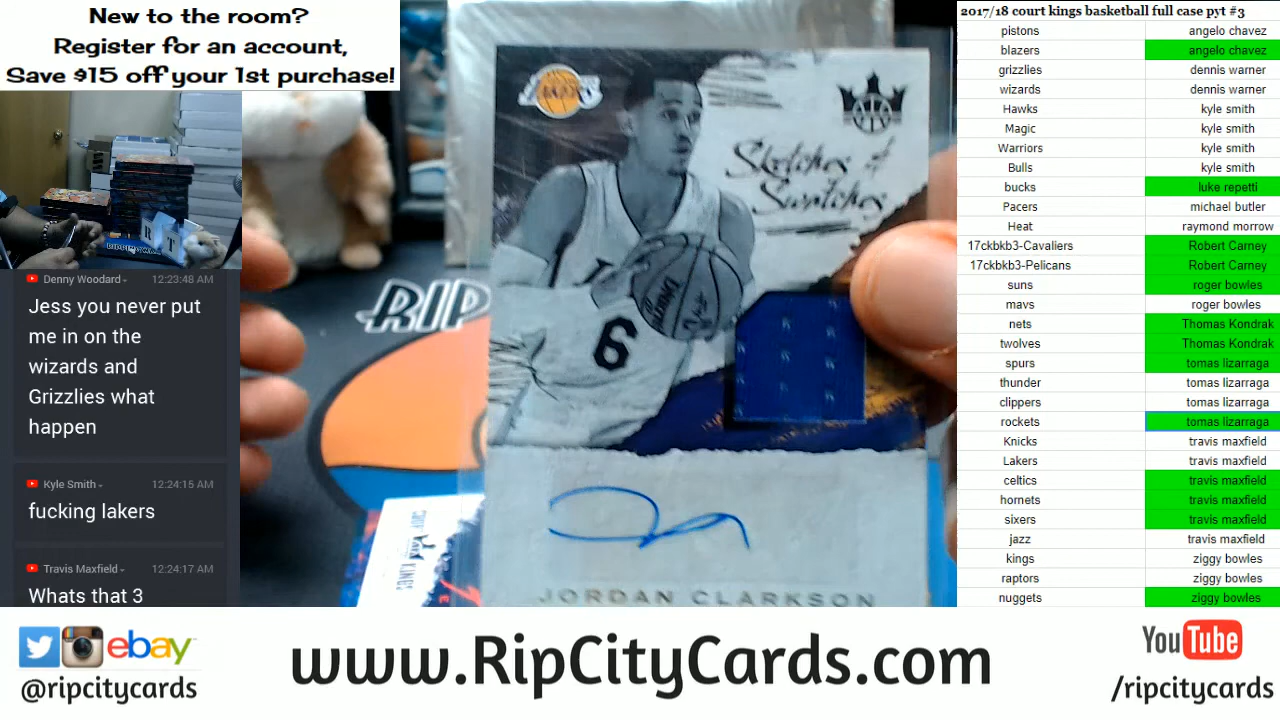 New to the room?
Register for an account,
Save $15 off your 1st purchase!
Denny Woodard 12:23:48 AM
Jess you never put
me in on the
wizards and
Grizzlies what
happen
Kyle Smith 12:24:15 AM
fucking lakers
Travis Maxfield 12:24:17 AM
Whats that 3
RIP
Sketches &
Swatches
6
JORDAN CLARKSON
2017/18 court kings basketball full case pyt #3
pistons angelo chavez
blazers angelo chavez
grizzlies dennis warner
wizards dennis warner
Hawks kyle smith
Magic kyle smith
Warriors kyle smith
Bulls kyle smith
bucks luke repetti
Pacers michael butler
Heat raymond morrow
17ckbkb3-Cavaliers Robert Carney
17ckbkb3-Pelicans Robert Carney
suns roger bowles
mavs roger bowles
nets Thomas Kondrak
twolves Thomas Kondrak
spurs tomas lizarraga
thunder tomas lizarraga
clippers tomas lizarraga
rockets tomas lizarraga
Knicks travis maxfield
Lakers travis maxfield
celtics travis maxfield
hornets travis maxfield
sixers travis maxfield
jazz travis maxfield
kings ziggy bowles
raptors ziggy bowles
nuggets ziggy bowles
ebay
@ripcitycards
www.RipCityCards.com
YouTube
/ripcitycards